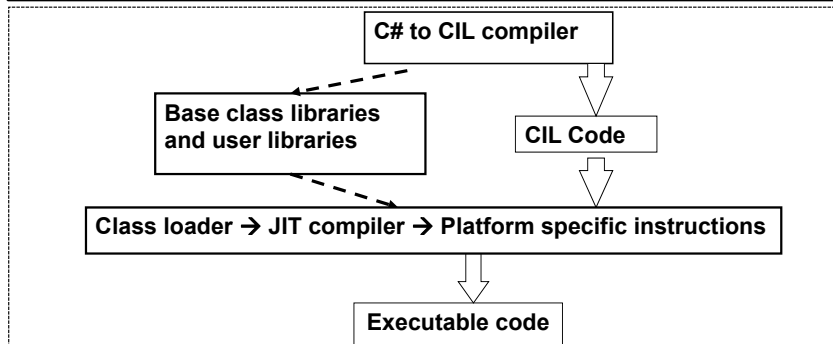 C# to CIL compiler
Base class libraries
and user libraries
CIL Code
Class loader → JIT compiler → Platform specific instructions
Executable code